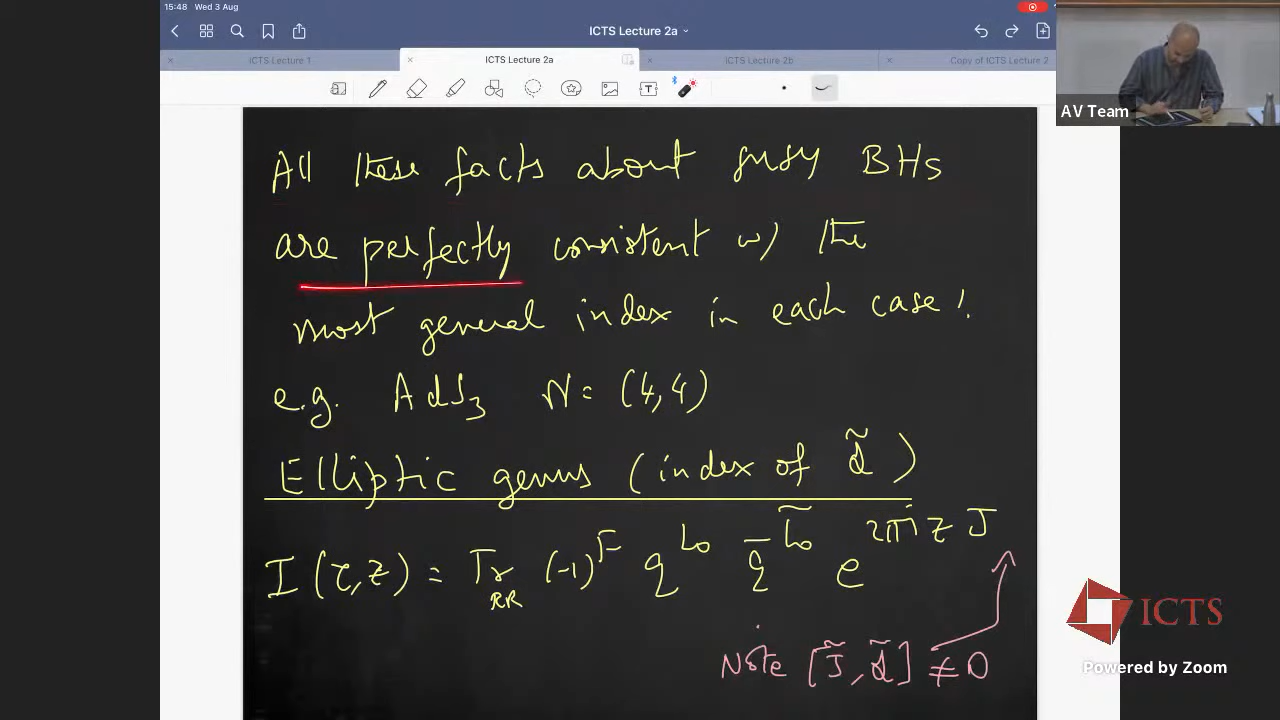 15:48 Wed 3 Aug
ICTS Lecture 2a
ICTS Lecture 1
ICTS Lecture 2a
ICTS Lecture 2b
Copy of ICTS Lecture 2
AV Team
All these facts about susy BHs
are perfectly consistent w/ the
most general index in each case!
e.g. AdS₃ N = (4,4)
Elliptic genus (index of Q̃)
I(τ,z) = Tr_RR (-1)^F q^{L₀} q̄^{L̃₀} e^{2πi z J}
Note [J̃, Q̃] ≠ 0
ICTS
Powered by Zoom